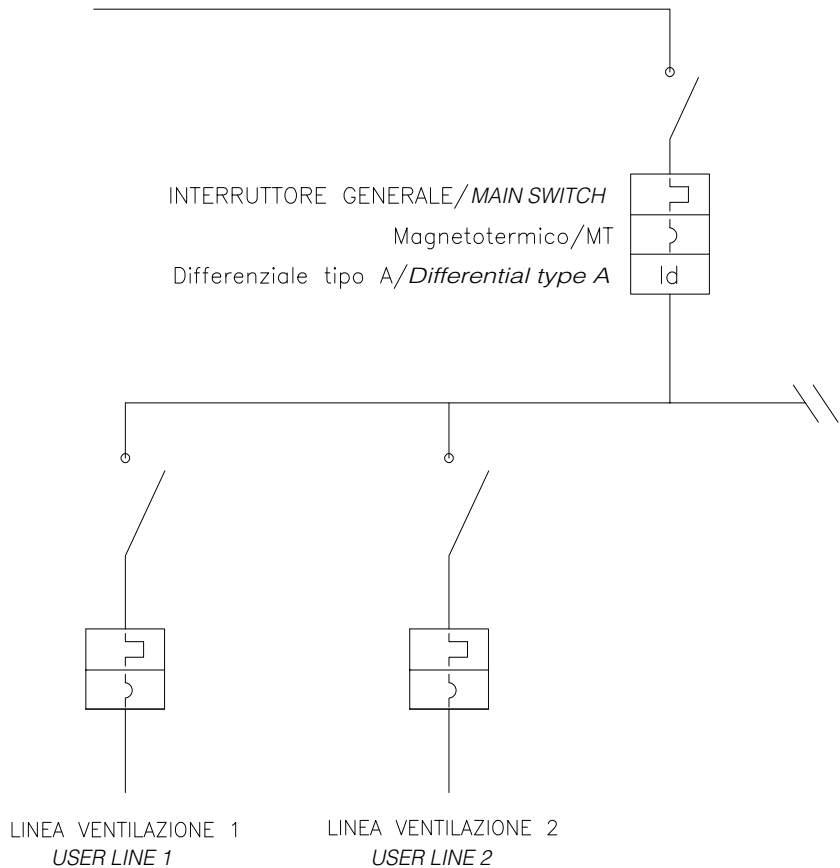 INTERRUTTORE GENERALE/MAIN SWITCH
Magnetotermico/MT
Differenziale tipo A/Differential type A
Id
LINEA VENTILAZIONE 1
USER LINE 1
LINEA VENTILAZIONE 2
USER LINE 2